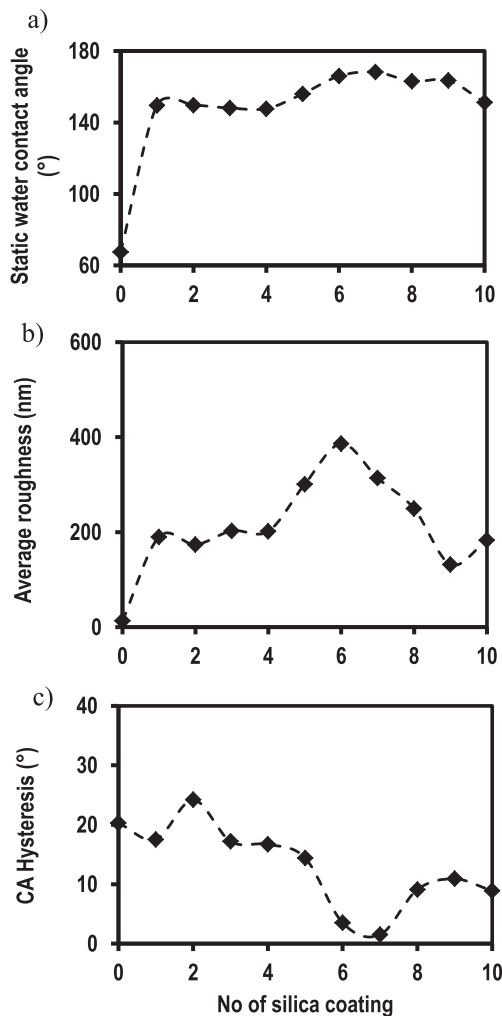 a)
Static water contact angle
(°)
180
140
100
60
0 2 4 6 8 10
b)
Average roughness (nm)
600
400
200
0
0 2 4 6 8 10
c)
CA Hysteresis (°)
40
30
20
10
0
0 2 4 6 8 10
No of silica coating